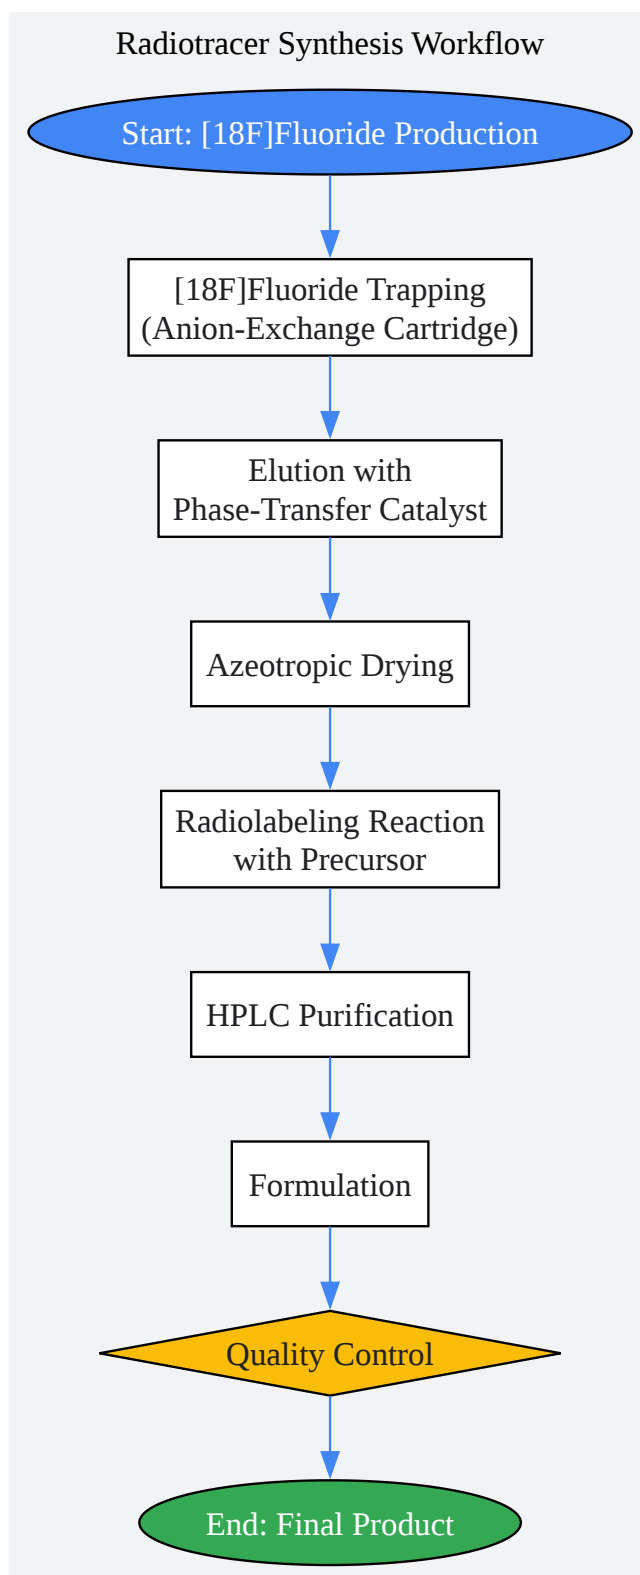 Radiotracer Synthesis Workflow
Start: [18F]Fluoride Production
[18F]Fluoride Trapping
(Anion-Exchange Cartridge)
Elution with
Phase-Transfer Catalyst
Azeotropic Drying
Radiolabeling Reaction
with Precursor
HPLC Purification
Formulation
Quality Control
End: Final Product